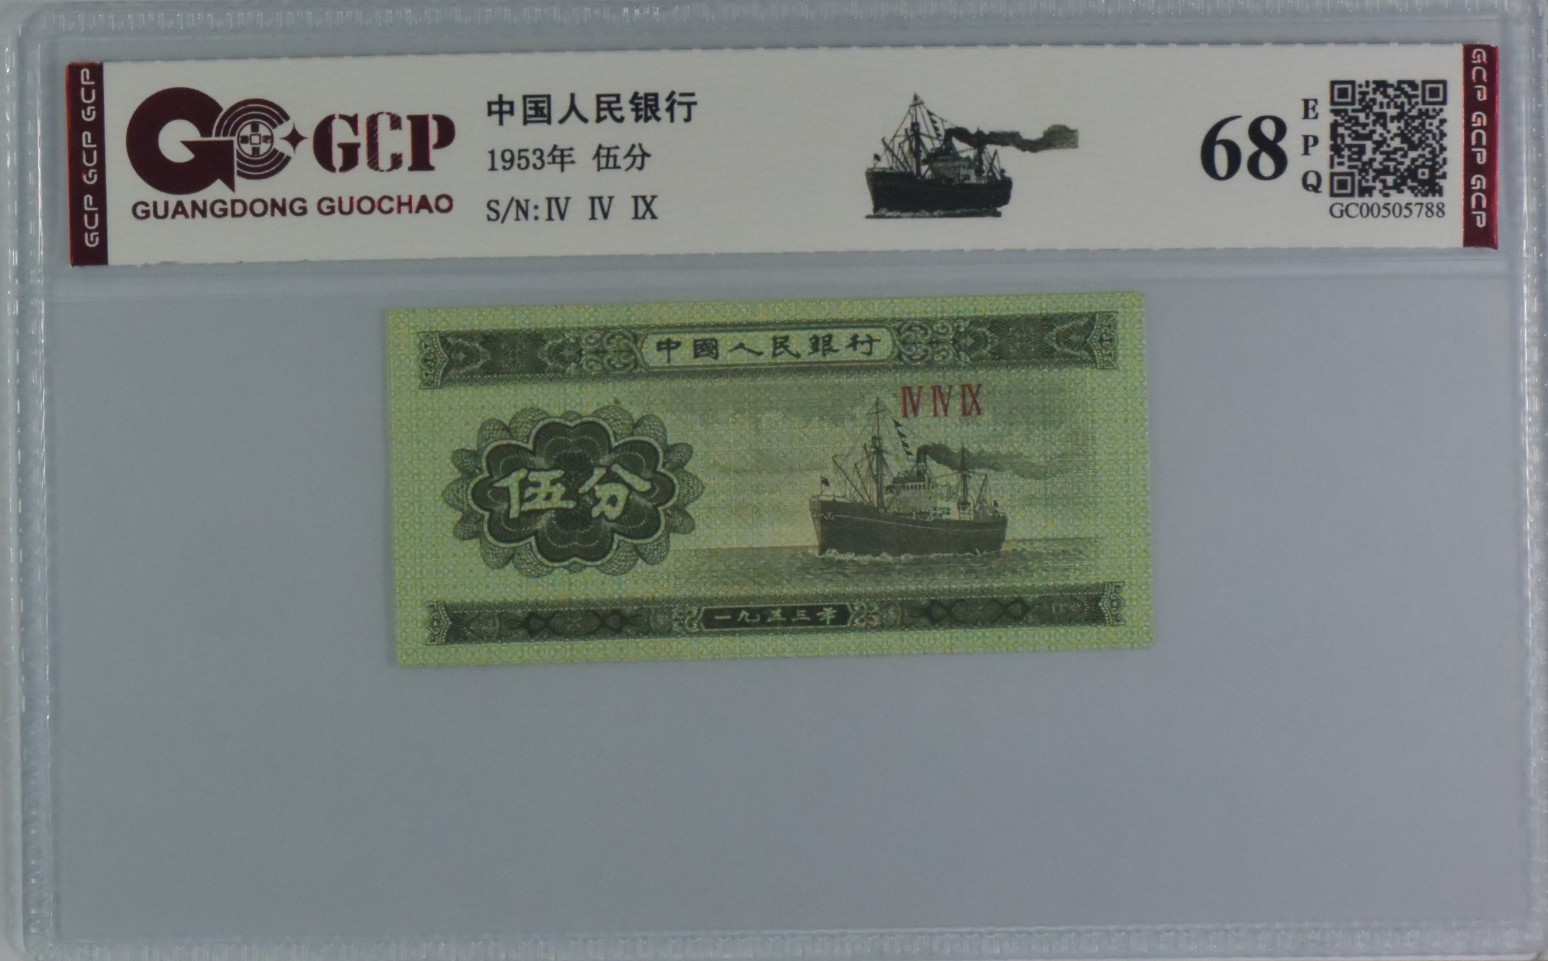 GCP GCP GCP
GCP
GUANGDONG GUOCHAO
中国人民银行
1953年 伍分
S/N: Ⅳ Ⅳ Ⅸ
68
EPQ
GC00505788
GCP GCP GCP
中國人民銀行
Ⅳ Ⅳ Ⅸ
伍分
一九五三年